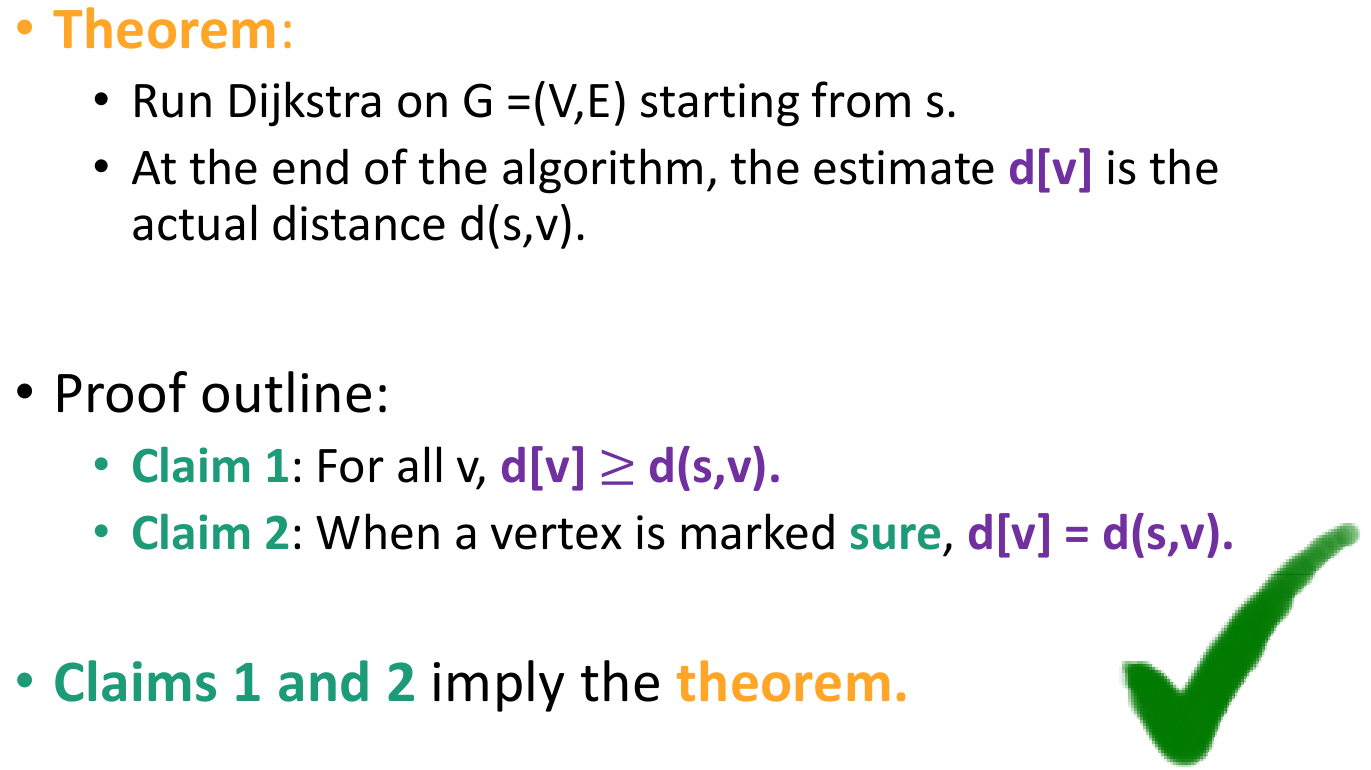 • Theorem:
• Run Dijkstra on G =(V,E) starting from s.
• At the end of the algorithm, the estimate d[v] is the
actual distance d(s,v).
• Proof outline:
• Claim 1: For all v, d[v] ≥ d(s,v).
• Claim 2: When a vertex is marked sure, d[v] = d(s,v).
• Claims 1 and 2 imply the theorem.